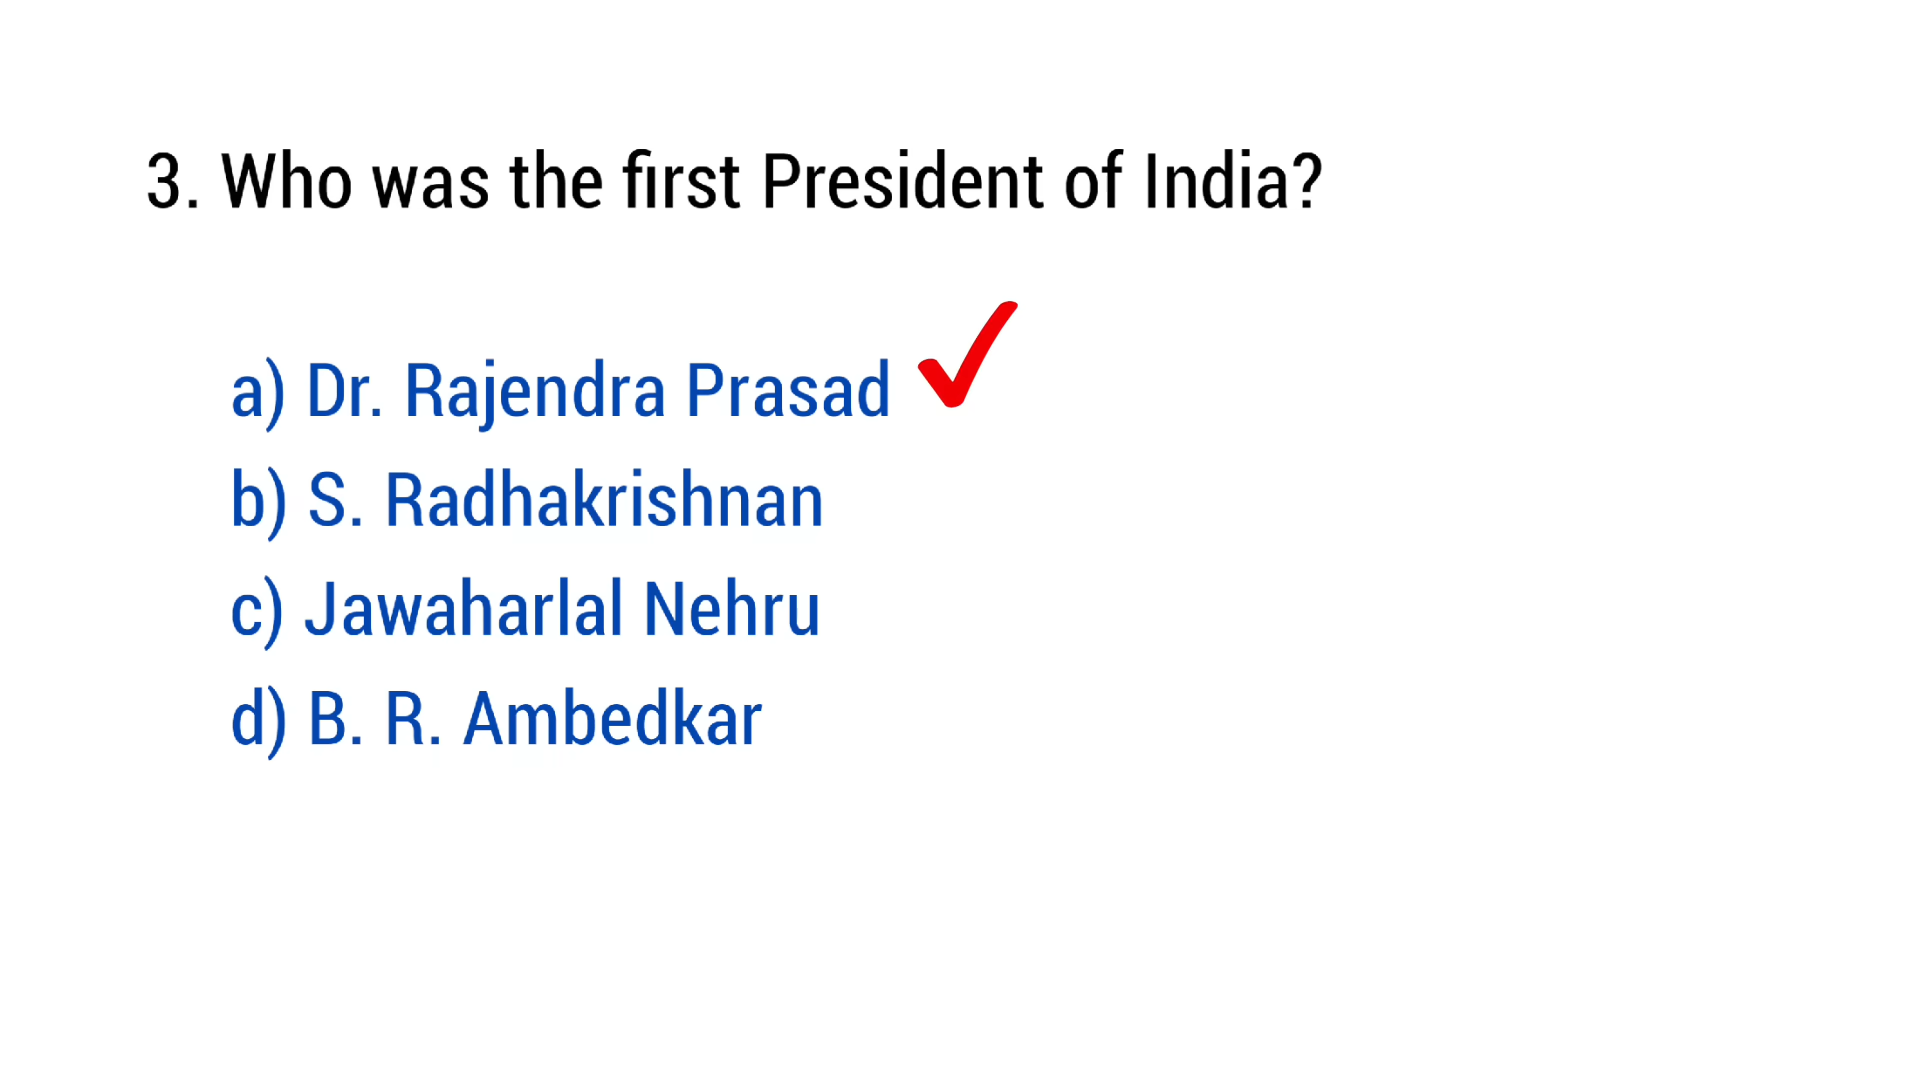 3. Who was the first President of India?
a) Dr. Rajendra Prasad
b) S. Radhakrishnan
c) Jawaharlal Nehru
d) B. R. Ambedkar